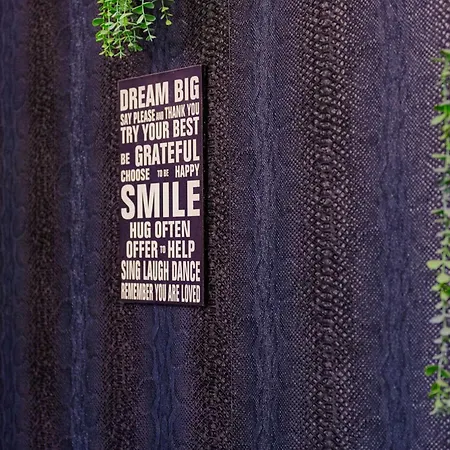 DREAM BIG
SAY PLEASE AND THANK YOU
TRY YOUR BEST
BE GRATEFUL
CHOOSE TO BE HAPPY
SMILE
HUG OFTEN
OFFER TO HELP
SING LAUGH DANCE
REMEMBER YOU ARE LOVED